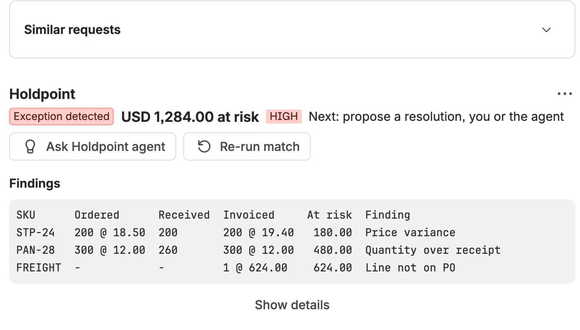 Similar requests
Holdpoint
Exception detected USD 1,284.00 at risk HIGH Next: propose a resolution, you or the agent
Ask Holdpoint agent Re-run match
Findings
SKU Ordered Received Invoiced At risk Finding
STP-24 200 @ 18.50 200 200 @ 19.40 180.00 Price variance
PAN-28 300 @ 12.00 260 300 @ 12.00 480.00 Quantity over receipt
FREIGHT - - 1 @ 624.00 624.00 Line not on PO
Show details